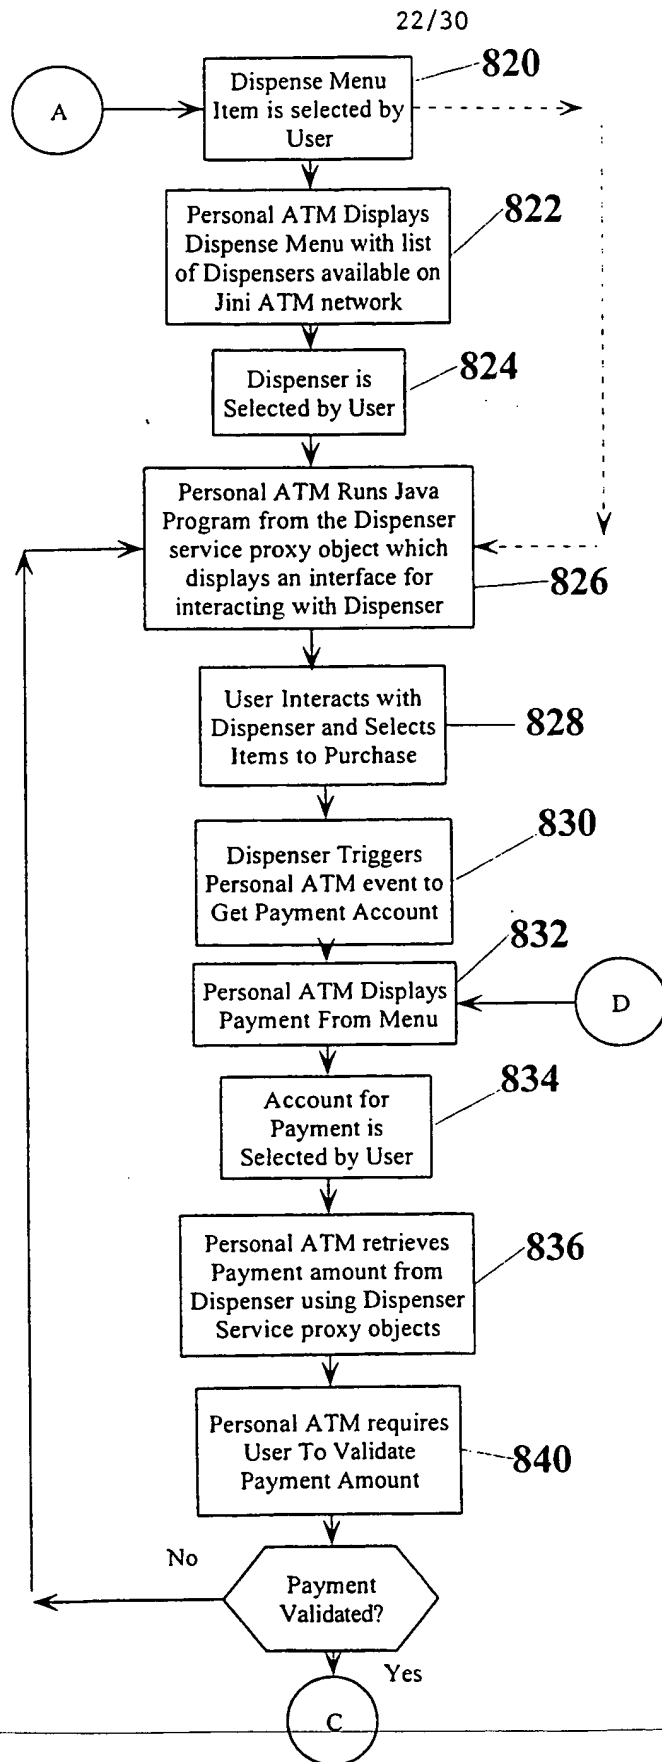 22/30
820
Dispense Menu
Item is selected by
User
A
822
Personal ATM Displays
Dispense Menu with list
of Dispensers available on
Jini ATM network
824
Dispenser is
Selected by User
Personal ATM Runs Java
Program from the Dispenser
service proxy object which
displays an interface for
interacting with Dispenser
826
User Interacts with
Dispenser and Selects
Items to Purchase
828
830
Dispenser Triggers
Personal ATM event to
Get Payment Account
832
Personal ATM Displays
Payment From Menu
D
834
Account for
Payment is
Selected by User
Personal ATM retrieves
Payment amount from
Dispenser using Dispenser
Service proxy objects
836
Personal ATM requires
User To Validate
Payment Amount
840
No
Payment
Validated?
Yes
C